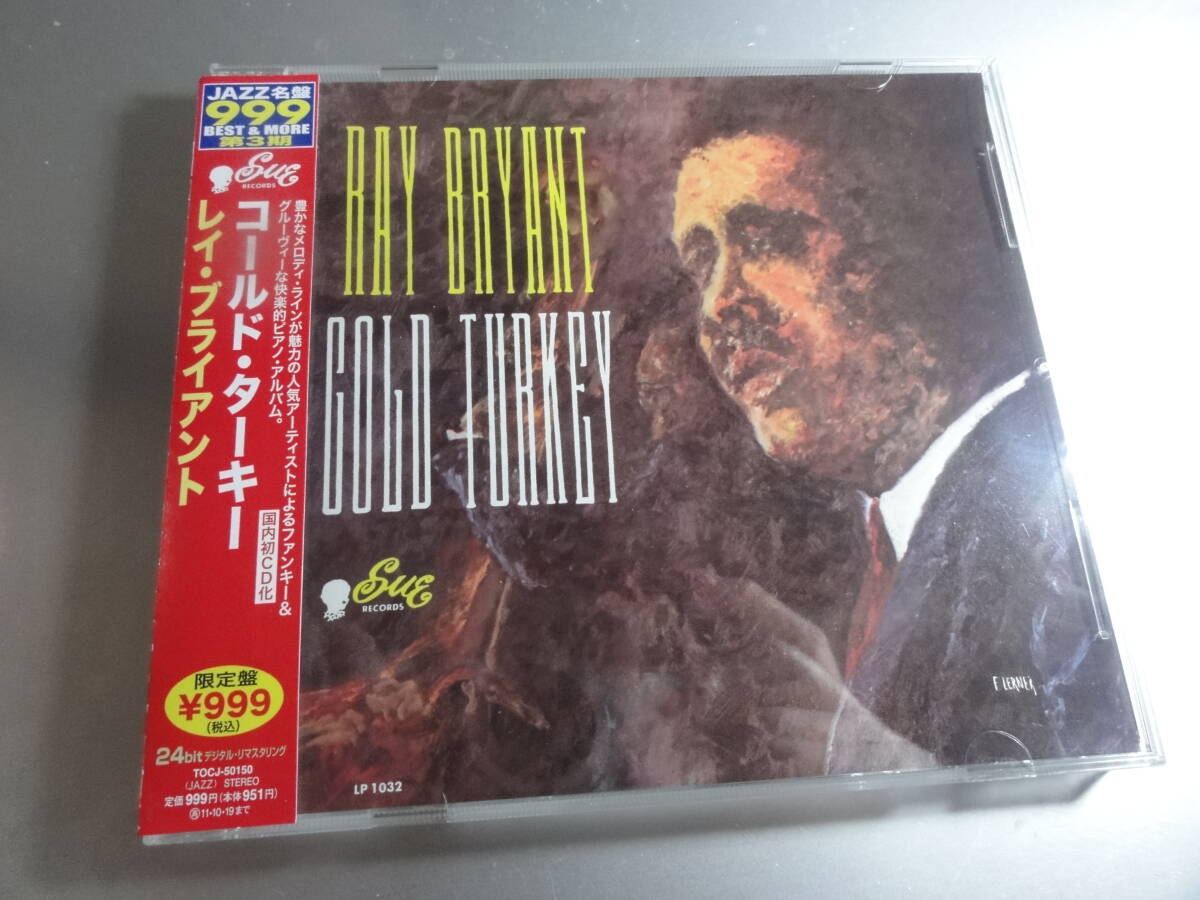 JAZZ名盤
999
BEST & MORE
第3期
Sue
RECORDS
豊かなメロディ・ラインが魅力の人気アーティストによるファンキー&
グルーヴィーな快楽的ピアノ・アルバム。
国内初CD化
コールド・ターキー
レイ・ブライアント
限定盤
¥999
(税込)
24bitデジタル・リマスタリング
TOCJ-50150
(JAZZ) STEREO
定価999円(本体951円)
11・10・19まで
RAY BRYANT
COLD TURKEY
Sue
RECORDS
F LERNER
LP 1032